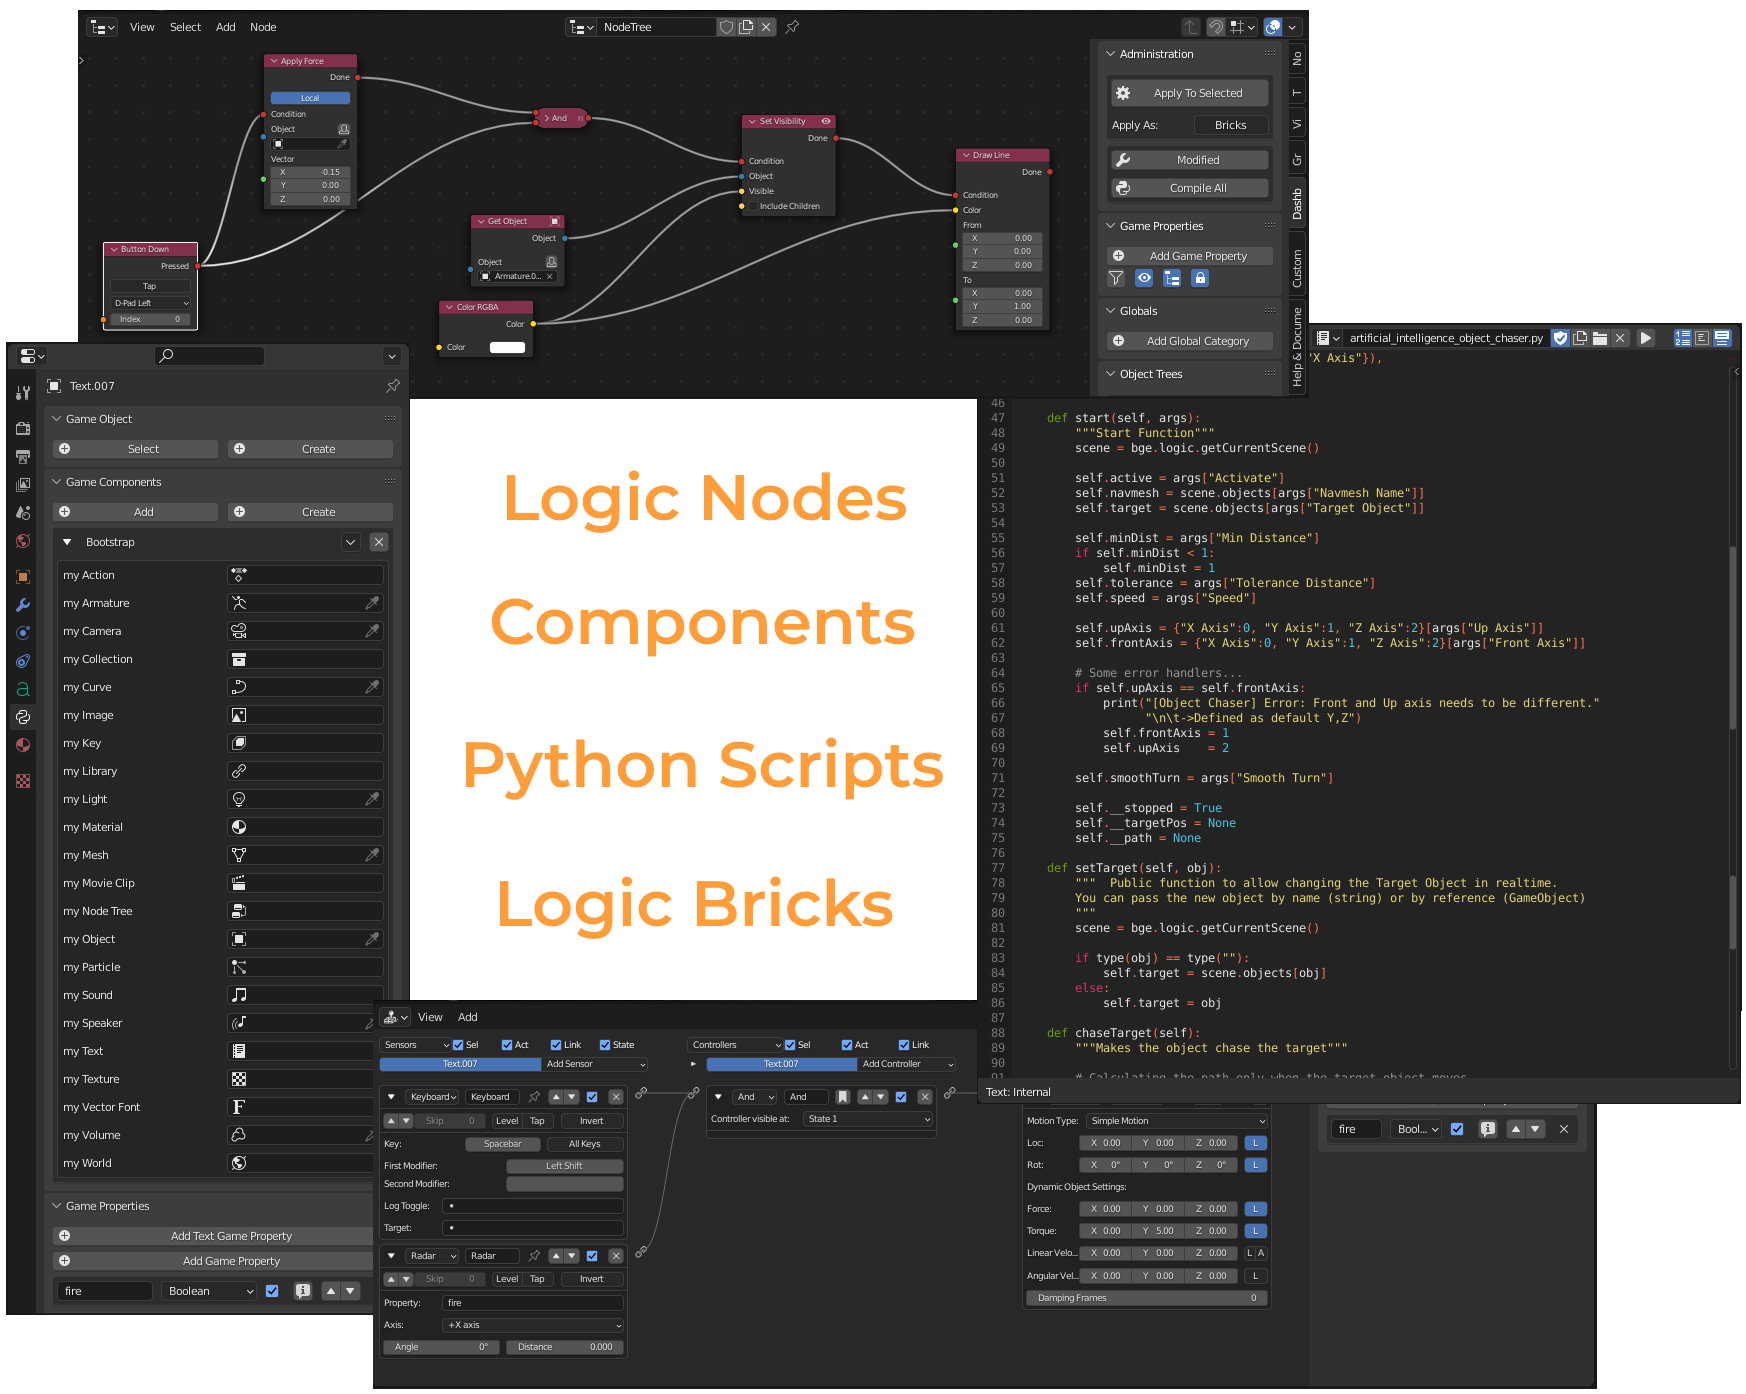 View Select Add Node
NodeTree
Apply Force
Done
Local
Condition
Object
Vector
X -0.15
Y 0.00
Z 0.00
And
Button Down
Pressed
Tap
D-Pad Left
Index 0
Get Object
Object
Object
Armature.0...
Color RGBA
Color
Color
Set Visibility
Done
Condition
Object
Visible
Include Children
Draw Line
Done
Condition
Color
From
X 0.00
Y 0.00
Z 0.00
To
X 0.00
Y 1.00
Z 0.00
Administration
Apply To Selected
Apply As: Bricks
Modified
Compile All
Game Properties
Add Game Property
Globals
Add Global Category
Object Trees
No
T
Vi
Gr
Dashb
Custom
Help & Docume
Text.007
Game Object
Select Create
Game Components
Add Create
Bootstrap
my Action
my Armature
my Camera
my Collection
my Curve
my Image
my Key
my Library
my Light
my Material
my Mesh
my Movie Clip
my Node Tree
my Object
my Particle
my Sound
my Speaker
my Text
my Texture
my Vector Font
my Volume
my World
Game Properties
Add Text Game Property
Add Game Property
fire Boolean
Logic Nodes
Components
Python Scripts
Logic Bricks
artificial_intelligence_object_chaser.py
"X Axis"}),
46
47 def start(self, args):
48 """Start Function"""
49 scene = bge.logic.getCurrentScene()
50
51 self.active = args["Activate"]
52 self.navmesh = scene.objects[args["Navmesh Name"]]
53 self.target = scene.objects[args["Target Object"]]
54
55 self.minDist = args["Min Distance"]
56 if self.minDist < 1:
57 self.minDist = 1
58 self.tolerance = args["Tolerance Distance"]
59 self.speed = args["Speed"]
60
61 self.upAxis = {"X Axis":0, "Y Axis":1, "Z Axis":2}[args["Up Axis"]]
62 self.frontAxis = {"X Axis":0, "Y Axis":1, "Z Axis":2}[args["Front Axis"]]
63
64 # Some error handlers...
65 if self.upAxis == self.frontAxis:
66 print("[Object Chaser] Error: Front and Up axis needs to be different."
67 "\n\t->Defined as default Y,Z")
68 self.frontAxis = 1
69 self.upAxis = 2
70
71 self.smoothTurn = args["Smooth Turn"]
72
73 self.__stopped = True
74 self.__targetPos = None
75 self.__path = None
76
77 def setTarget(self, obj):
78 """ Public function to allow changing the Target Object in realtime.
79 You can pass the new object by name (string) or by reference (GameObject)
80 """
81 scene = bge.logic.getCurrentScene()
82
83 if type(obj) == type(""):
84 self.target = scene.objects[obj]
85 else:
86 self.target = obj
87
88 def chaseTarget(self):
89 """Makes the object chase the target"""
90
91 # Calculating the path only when the target object moves
Text: Internal
View Add
Sensors Sel Act Link State
Text.007 Add Sensor
Keyboard Keyboard
Skip 0 Level Tap Invert
Key: Spacebar All Keys
First Modifier: Left Shift
Second Modifier:
Log Toggle:
Target:
Radar Radar
Skip 0 Level Tap Invert
Property: fire
Axis: +X axis
Angle 0° Distance 0.000
Controllers Sel Act Link
Text.007 Add Controller
And And
Controller visible at: State 1
Motion Type: Simple Motion
Loc: X 0.00 Y 0.00 Z 0.00 L
Rot: X 0° Y 0° Z 0° L
Dynamic Object Settings:
Force: X 0.00 Y 0.00 Z 0.00 L
Torque: X 0.00 Y 5.00 Z 0.00 L
Linear Velo... X 0.00 Y 0.00 Z 0.00 L A
Angular Vel... X 0.00 Y 0.00 Z 0.00 L
Damping Frames 0
fire Bool...